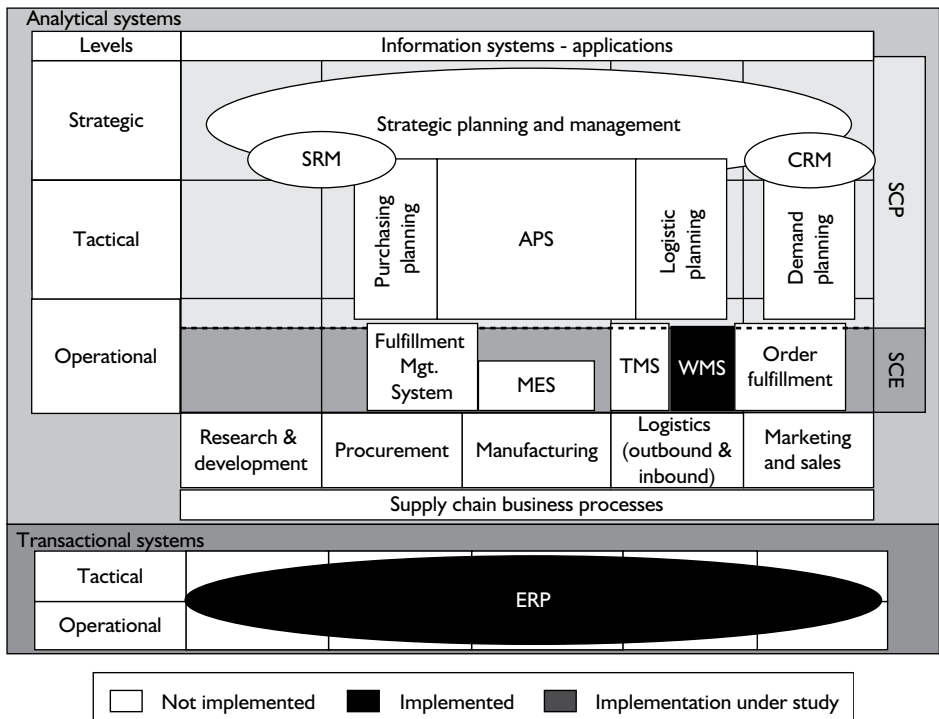 Analytical systems
Levels
Information systems - applications
Strategic
Strategic planning and management
SRM
CRM
SCP
Tactical
Purchasing
planning
APS
Logistic
planning
Demand
planning
Operational
Fulfillment
Mgt.
System
MES
TMS
WMS
Order
fulfillment
SCE
Research &
development
Procurement
Manufacturing
Logistics
(outbound &
inbound)
Marketing
and sales
Supply chain business processes
Transactional systems
Tactical
ERP
Operational
Not implemented
Implemented
Implementation under study